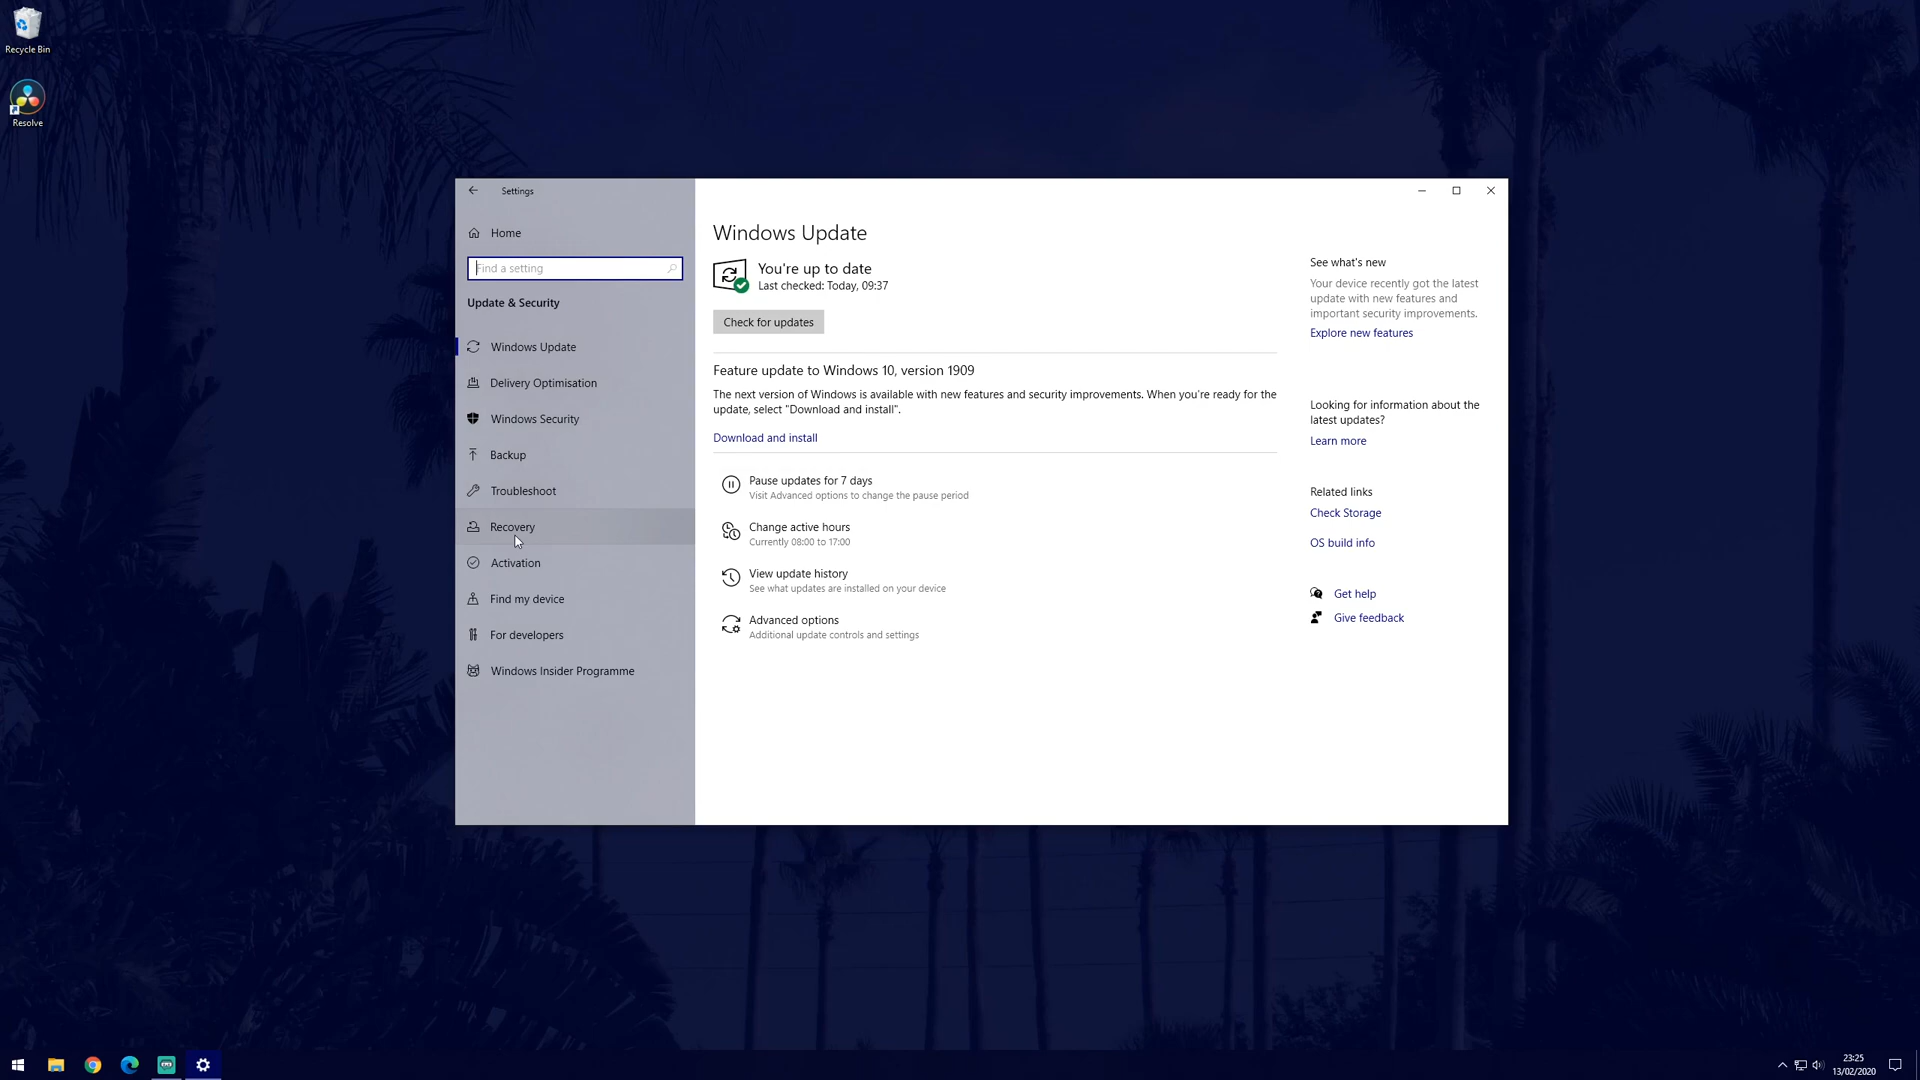 Recycle Bin
Resolve
Settings
Home
Find a setting
Update & Security
Windows Update
Delivery Optimisation
Windows Security
Backup
Troubleshoot
Recovery
Activation
Find my device
For developers
Windows Insider Programme
Windows Update
You're up to date
Last checked: Today, 09:37
Check for updates
Feature update to Windows 10, version 1909
The next version of Windows is available with new features and security improvements. When you're ready for the
update, select "Download and install".
Download and install
Pause updates for 7 days
Visit Advanced options to change the pause period
Change active hours
Currently 08:00 to 17:00
View update history
See what updates are installed on your device
Advanced options
Additional update controls and settings
See what's new
Your device recently got the latest
update with new features and
important security improvements.
Explore new features
Looking for information about the
latest updates?
Learn more
Related links
Check Storage
OS build info
Get help
Give feedback
23:25
13/02/2020